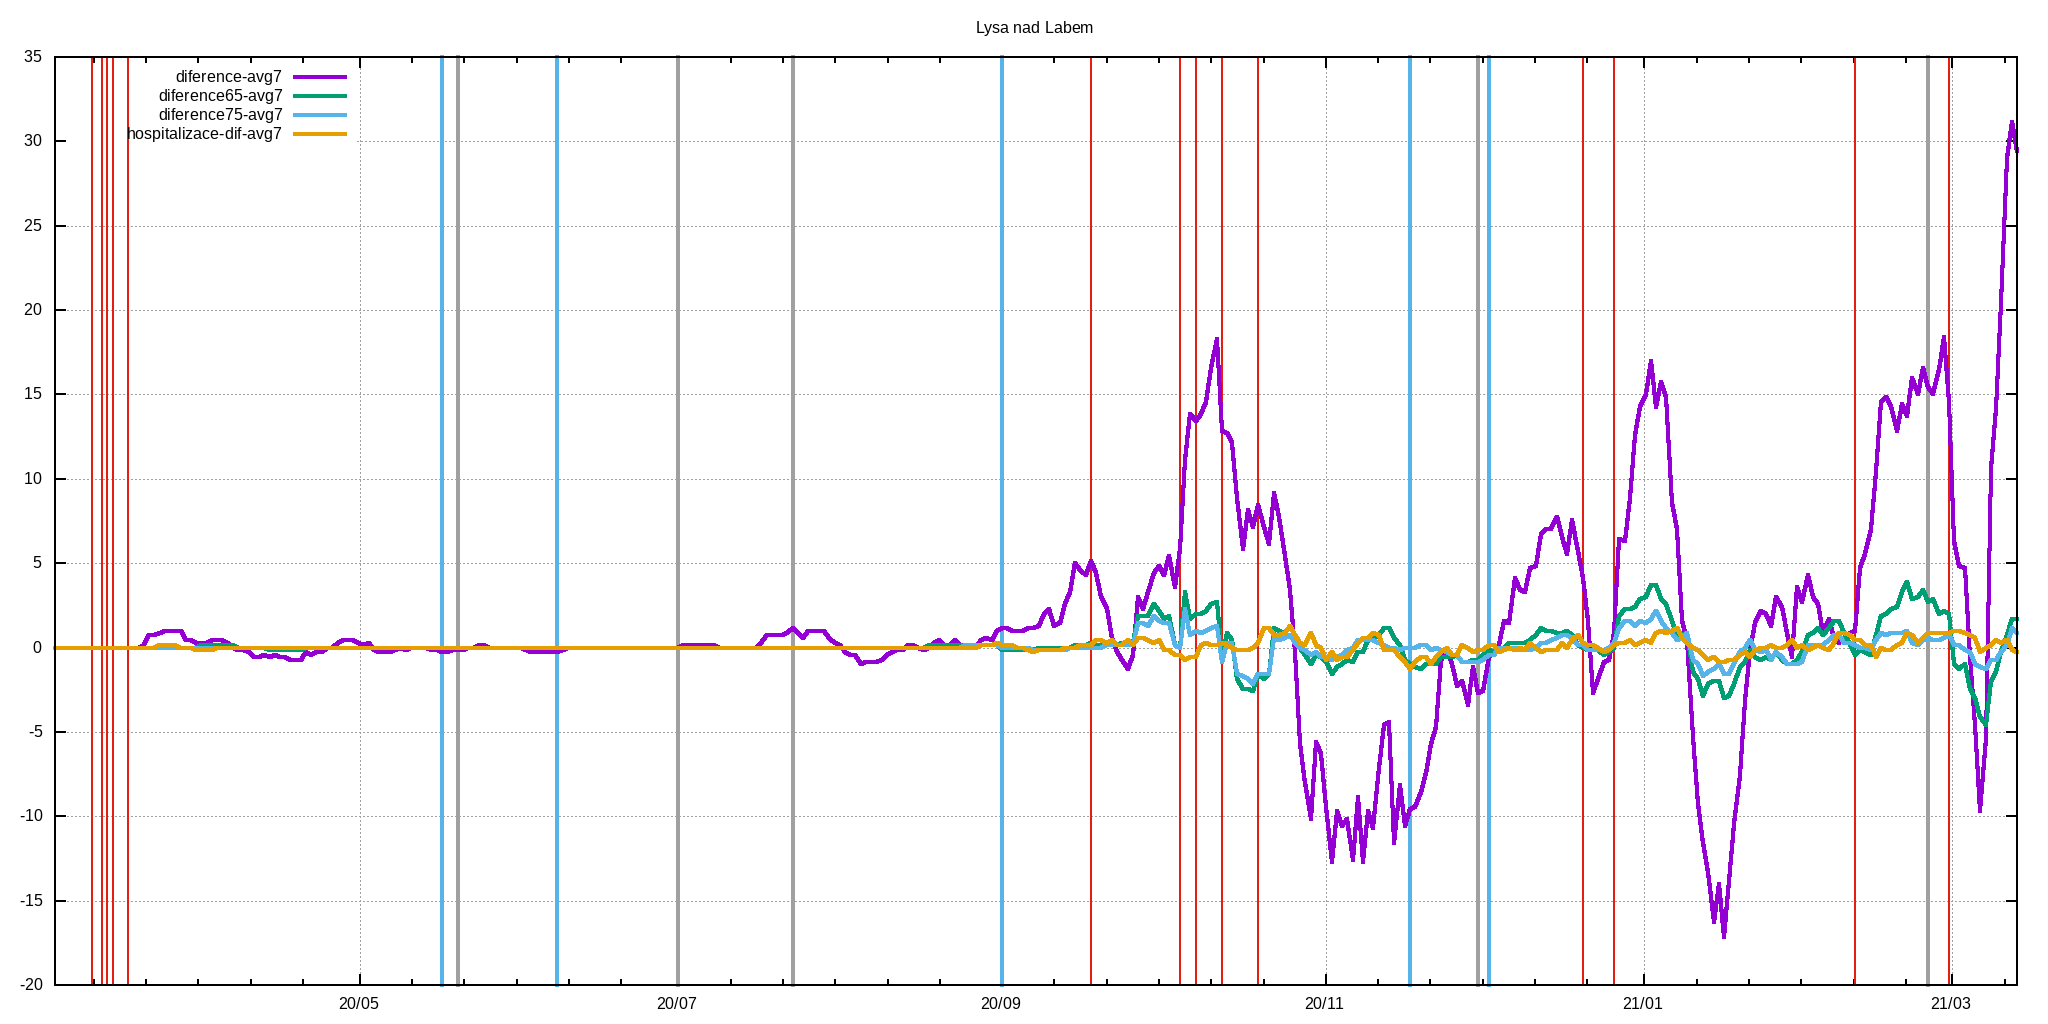 Lysa nad Labem
35
30
25
20
15
10
5
0
-5
-10
-15
-20
diference-avg7
diference65-avg7
diference75-avg7
hospitalizace-dif-avg7
20/05 20/07 20/09 20/11 21/01 21/03